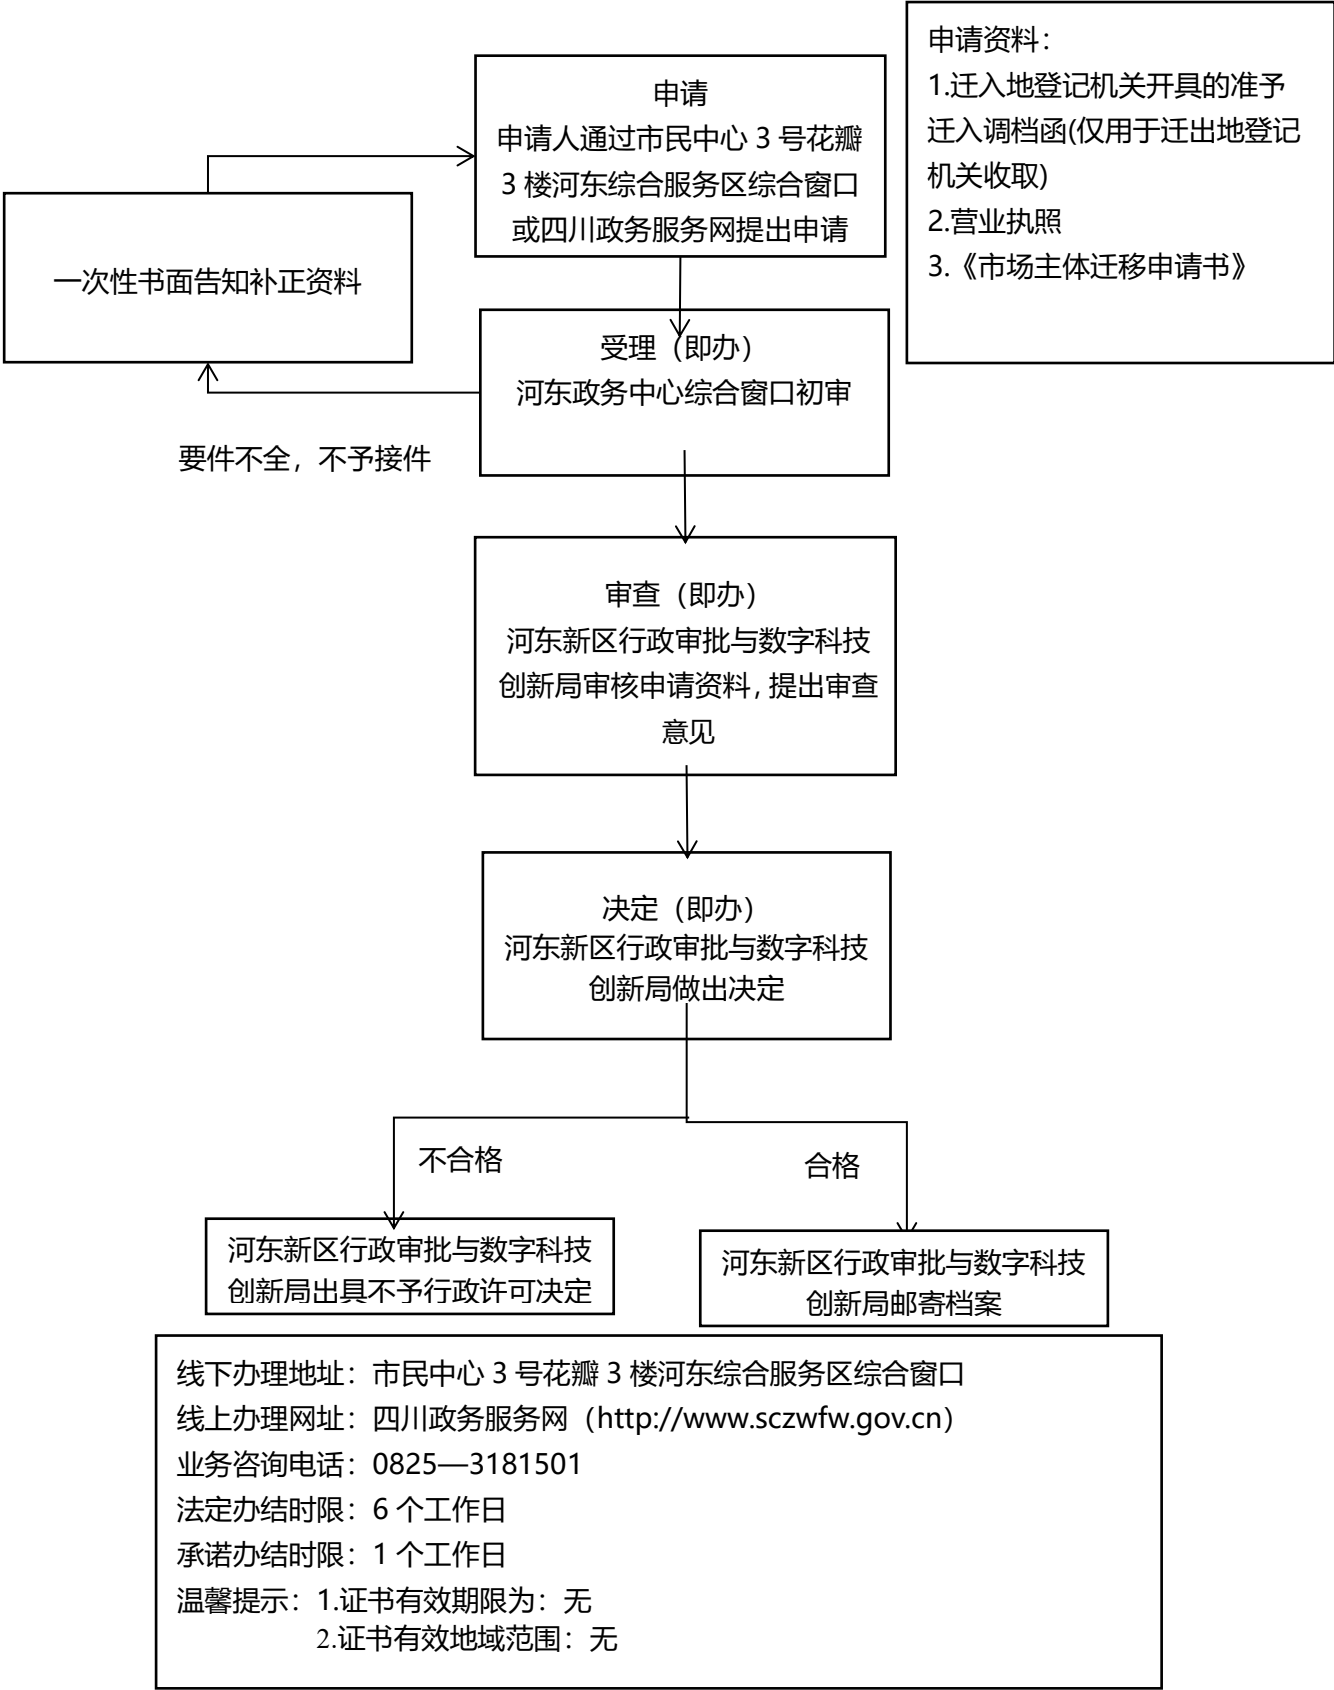 申请资料：
1.迁入地登记机关开具的准予
迁入调档函(仅用于迁出地登记
机关收取)
2.营业执照
3.《市场主体迁移申请书》
申请
申请人通过市民中心 3 号花瓣
3 楼河东综合服务区综合窗口
或四川政务服务网提出申请
一次性书面告知补正资料
受理（即办）
河东政务中心综合窗口初审
要件不全，不予接件
审查（即办）
河东新区行政审批与数字科技
创新局审核申请资料，提出审查
意见
决定（即办）
河东新区行政审批与数字科技
创新局做出决定
不合格
合格
河东新区行政审批与数字科技
创新局出具不予行政许可决定
河东新区行政审批与数字科技
创新局邮寄档案
线下办理地址：市民中心 3 号花瓣 3 楼河东综合服务区综合窗口
线上办理网址：四川政务服务网（http://www.sczwfw.gov.cn）
业务咨询电话：0825—3181501
法定办结时限：6 个工作日
承诺办结时限：1 个工作日
温馨提示：1.证书有效期限为：无
2.证书有效地域范围：无